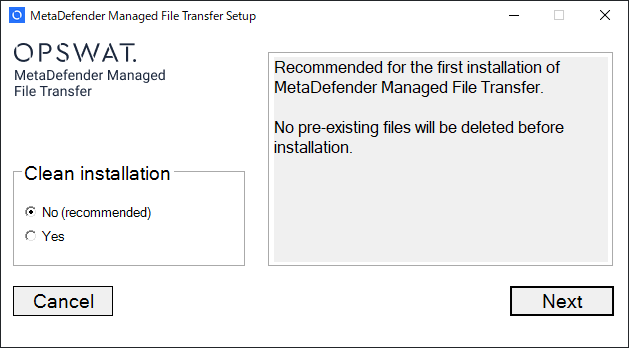 MetaDefender Managed File Transfer Setup
OPSWAT.
MetaDefender Managed
File Transfer
Recommended for the first installation of
MetaDefender Managed File Transfer.
No pre-existing files will be deleted before
installation.
Clean installation
No (recommended)
Yes
Cancel
Next